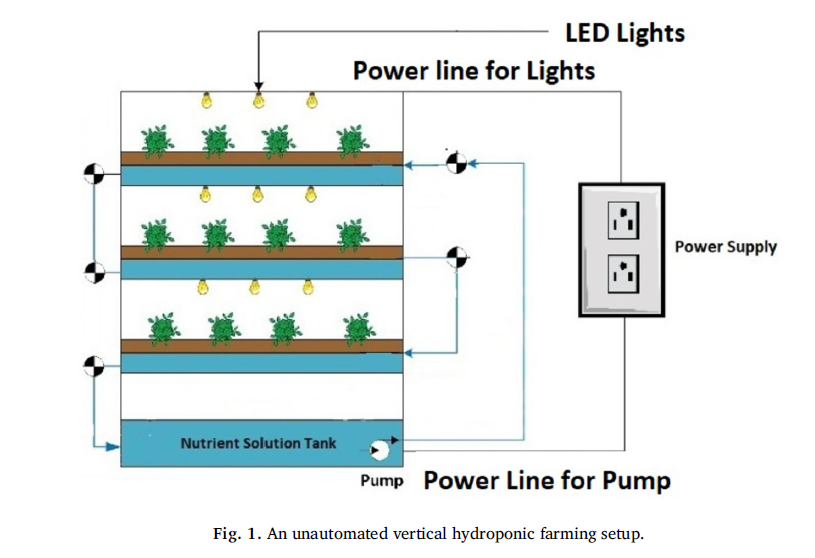 LED Lights
Power line for Lights
Power Supply
Nutrient Solution Tank
Pump
Power Line for Pump
Fig. 1. An unautomated vertical hydroponic farming setup.